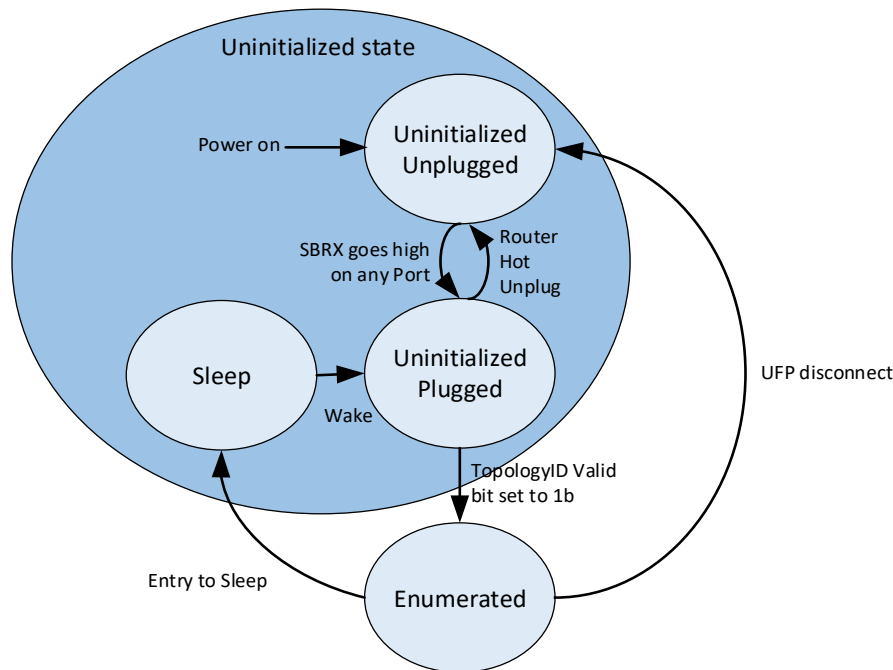 Uninitialized state
Uninitialized
Unplugged
Power on
SBRX goes high
on any Port
Router
Hot
Unplug
Sleep
Wake
Uninitialized
Plugged
UFP disconnect
TopologyID Valid
bit set to 1b
Entry to Sleep
Enumerated